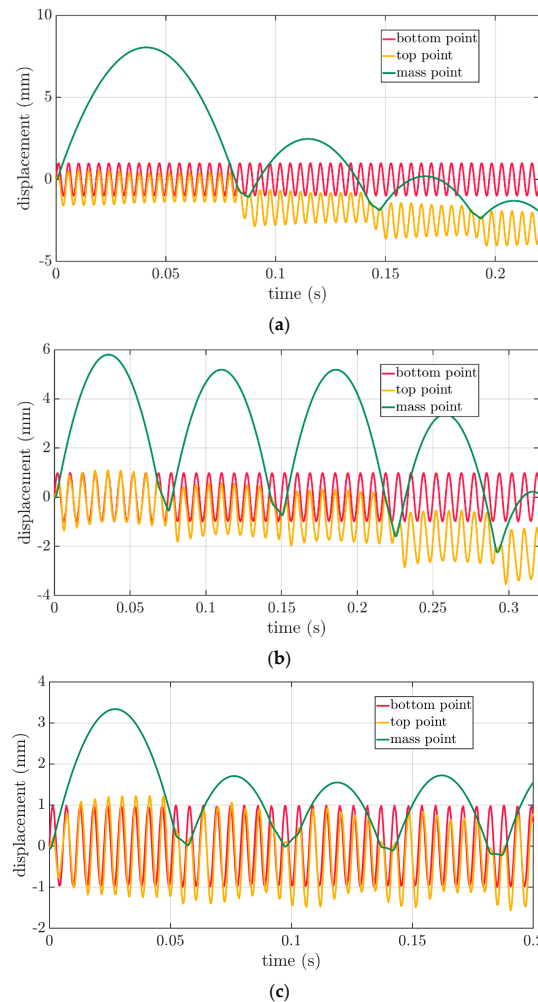 10
bottom point
top point
mass point
displacement (mm)
5
0
-5
0
0.05
0.1
0.15
0.2
time (s)
(a)
6
bottom point
top point
mass point
displacement (mm)
4
2
0
-2
-4
0
0.05
0.1
0.15
0.2
0.25
0.3
time (s)
(b)
4
bottom point
top point
mass point
displacement (mm)
3
2
1
0
-1
-2
0
0.05
0.1
0.15
0.2
time (s)
(c)